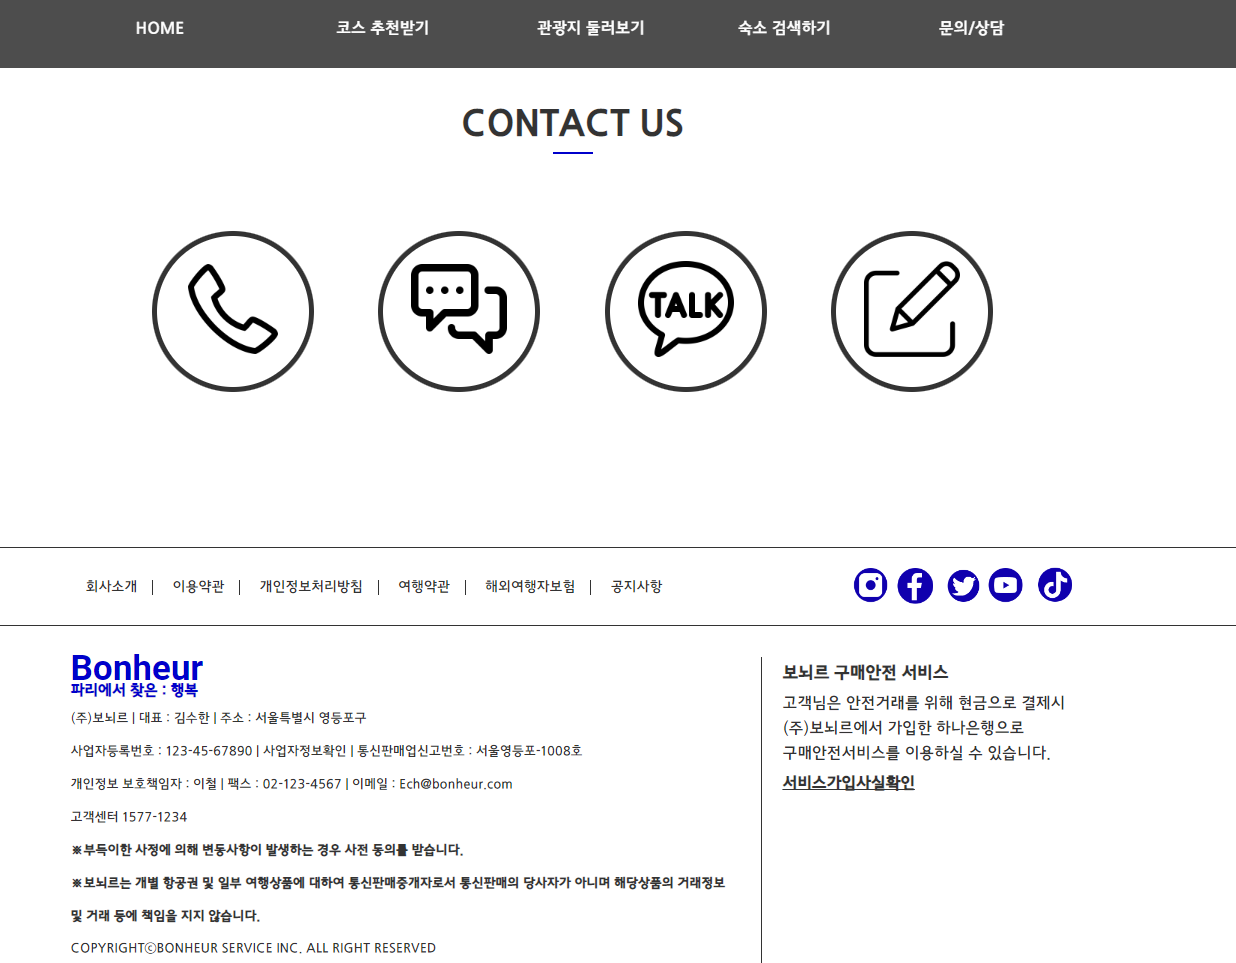 HOME 코스 추천받기 관광지 둘러보기 숙소 검색하기 문의/상담
CONTACT US
TALK
회사소개 | 이용약관 | 개인정보처리방침 | 여행약관 | 해외여행자보험 | 공지사항
Bonheur
파리에서 찾은 : 행복
(주)보뇌르 | 대표 : 김수한 | 주소 : 서울특별시 영등포구
사업자등록번호 : 123-45-67890 | 사업자정보확인 | 통신판매업신고번호 : 서울영등포-1008호
개인정보 보호책임자 : 이철 | 팩스 : 02-123-4567 | 이메일 : Ech@bonheur.com
고객센터 1577-1234
※부득이한 사정에 의해 변동사항이 발생하는 경우 사전 동의를 받습니다.
※보뇌르는 개별 항공권 및 일부 여행상품에 대하여 통신판매중개자로서 통신판매의 당사자가 아니며 해당상품의 거래정보
및 거래 등에 책임을 지지 않습니다.
COPYRIGHTⓒBONHEUR SERVICE INC. ALL RIGHT RESERVED
보뇌르 구매안전 서비스
고객님은 안전거래를 위해 현금으로 결제시
(주)보뇌르에서 가입한 하나은행으로
구매안전서비스를 이용하실 수 있습니다.
서비스가입사실확인